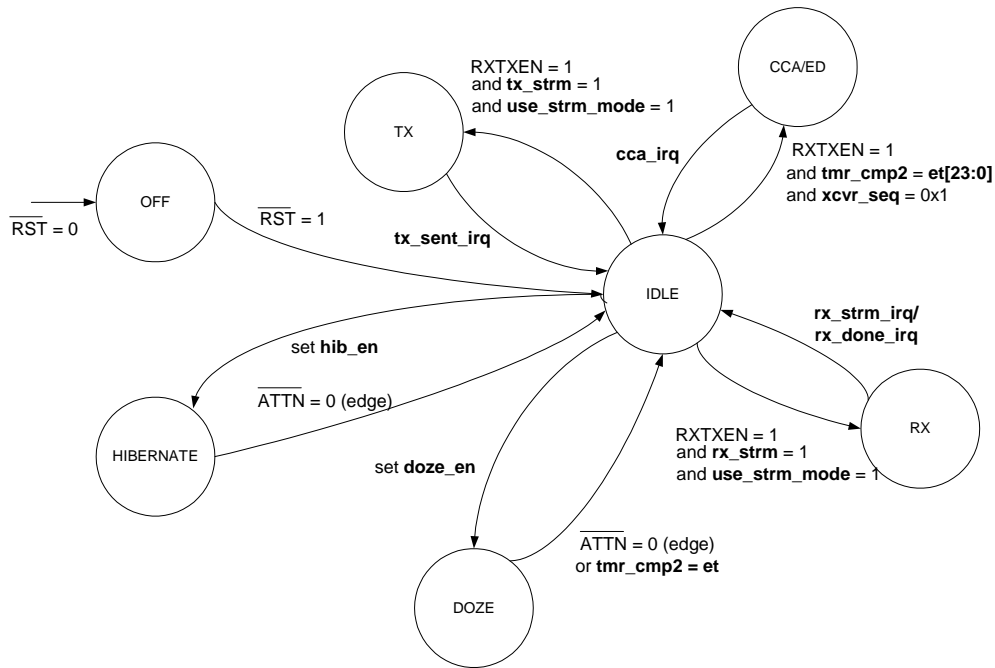 CCA/ED
RXTXEN = 1
and tx_strm = 1
and use_strm_mode = 1
TX
cca_irq
RXTXEN = 1
and tmr_cmp2 = et[23:0]
and xcvr_seq = 0x1
OFF
RST = 0
RST = 1
tx_sent_irq
IDLE
rx_strm_irq/
rx_done_irq
set hib_en
ATTN = 0 (edge)
RX
RXTXEN = 1
and rx_strm = 1
and use_strm_mode = 1
HIBERNATE
set doze_en
ATTN = 0 (edge)
or tmr_cmp2 = et
DOZE